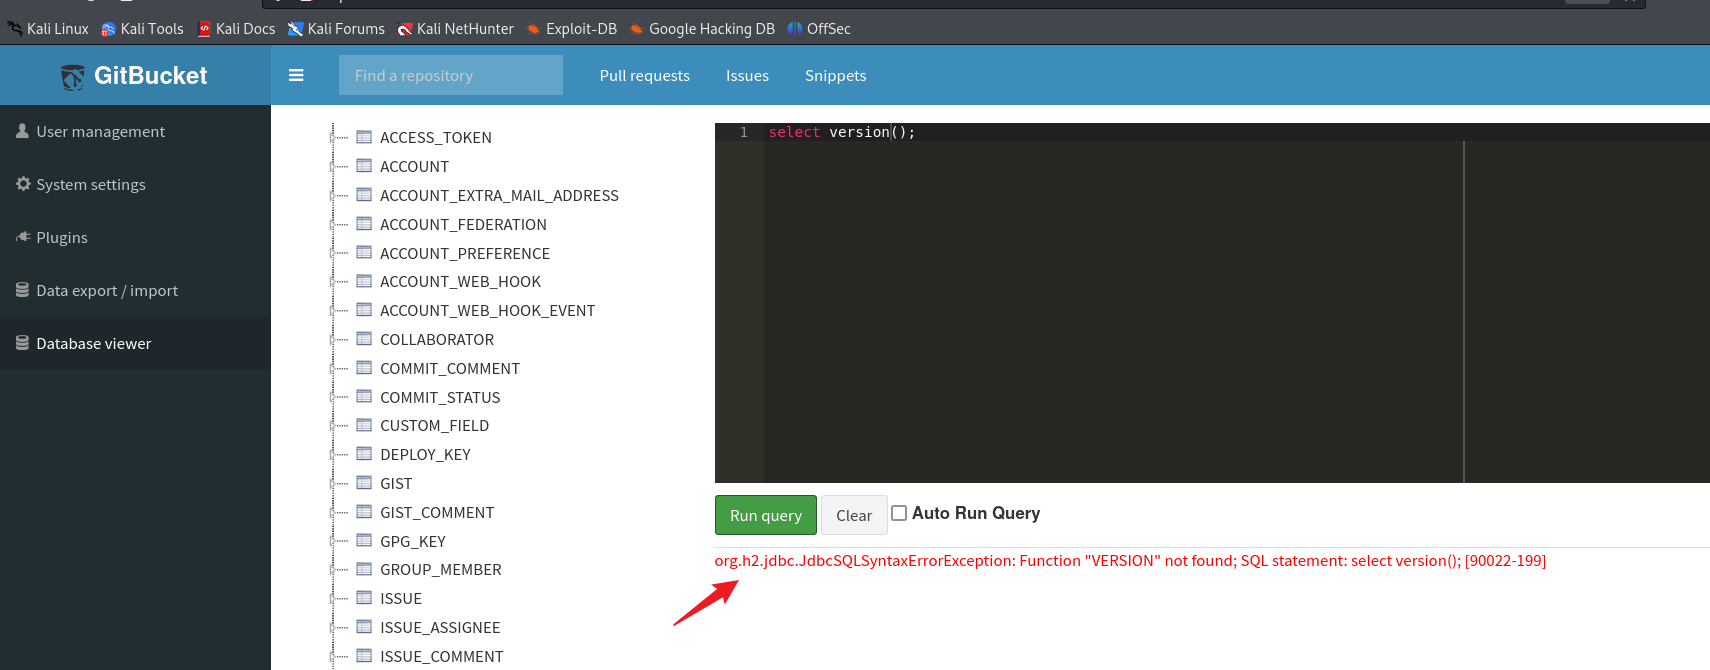 Kali Linux Kali Tools Kali Docs Kali Forums Kali NetHunter Exploit-DB Google Hacking DB OffSec
GitBucket
Find a repository Pull requests Issues Snippets
User management
System settings
Plugins
Data export / import
Database viewer
ACCESS_TOKEN
ACCOUNT
ACCOUNT_EXTRA_MAIL_ADDRESS
ACCOUNT_FEDERATION
ACCOUNT_PREFERENCE
ACCOUNT_WEB_HOOK
ACCOUNT_WEB_HOOK_EVENT
COLLABORATOR
COMMIT_COMMENT
COMMIT_STATUS
CUSTOM_FIELD
DEPLOY_KEY
GIST
GIST_COMMENT
GPG_KEY
GROUP_MEMBER
ISSUE
ISSUE_ASSIGNEE
ISSUE_COMMENT
1 select version();
Run query Clear Auto Run Query
org.h2.jdbc.JdbcSQLSyntaxErrorException: Function "VERSION" not found; SQL statement: select version(); [90022-199]